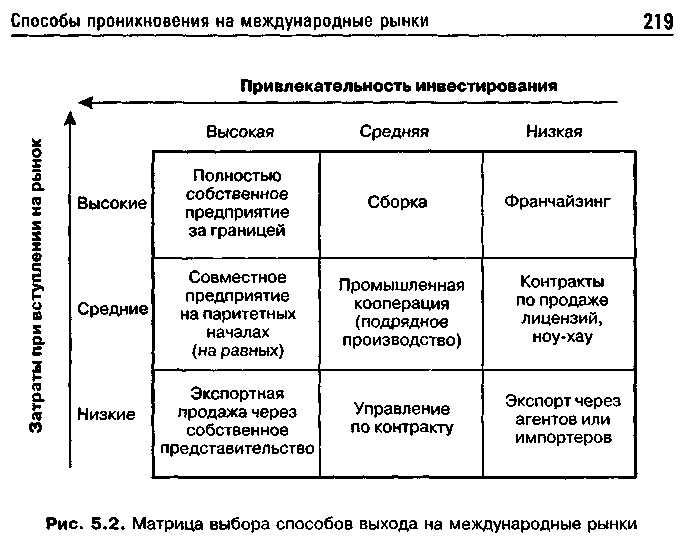 Способы проникновения на международные рынки 219
Привлекательность инвестирования
Высокая Средняя Низкая
Затраты при вступлении на рынок
Высокие
Полностью
собственное
предприятие
за границей
Сборка
Франчайзинг
Средние
Совместное
предприятие
на паритетных
началах
(на равных)
Промышленная
кооперация
(подрядное
производство)
Контракты
по продаже
лицензий,
ноу-хау
Низкие
Экспортная
продажа через
собственное
представительство
Управление
по контракту
Экспорт через
агентов или
импортеров
Рис. 5.2. Матрица выбора способов выхода на международные рынки